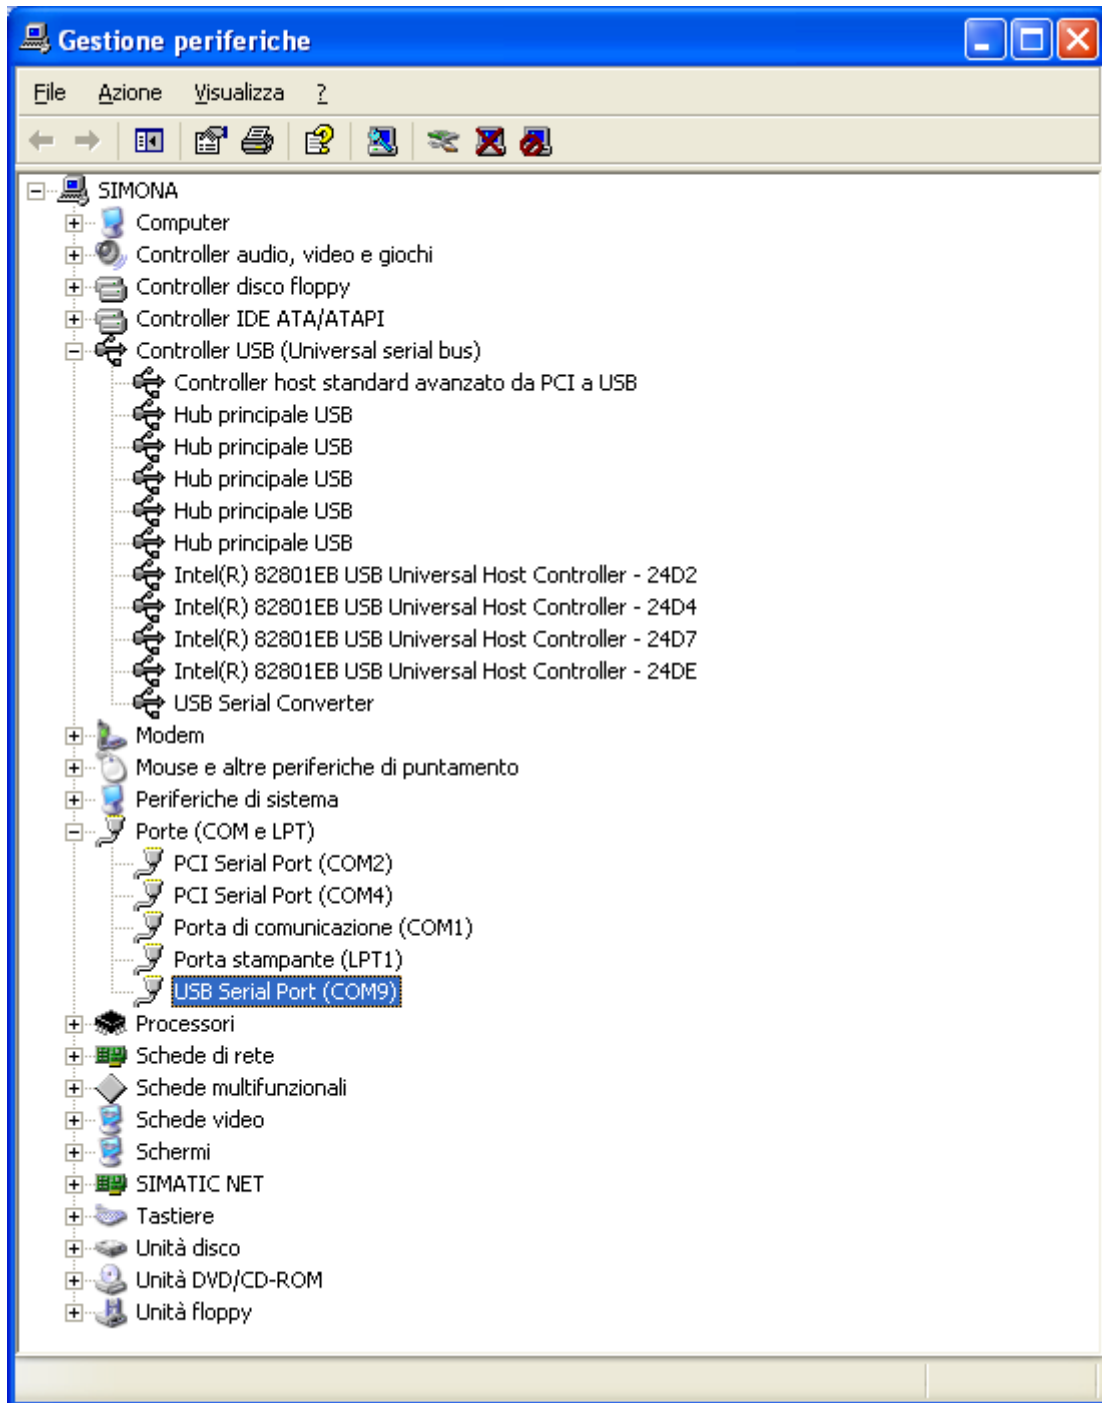 Gestione periferiche
File Azione Visualizza ?
SIMONA
Computer
Controller audio, video e giochi
Controller disco floppy
Controller IDE ATA/ATAPI
Controller USB (Universal serial bus)
Controller host standard avanzato da PCI a USB
Hub principale USB
Hub principale USB
Hub principale USB
Hub principale USB
Hub principale USB
Intel(R) 82801EB USB Universal Host Controller - 24D2
Intel(R) 82801EB USB Universal Host Controller - 24D4
Intel(R) 82801EB USB Universal Host Controller - 24D7
Intel(R) 82801EB USB Universal Host Controller - 24DE
USB Serial Converter
Modem
Mouse e altre periferiche di puntamento
Periferiche di sistema
Porte (COM e LPT)
PCI Serial Port (COM2)
PCI Serial Port (COM4)
Porta di comunicazione (COM1)
Porta stampante (LPT1)
USB Serial Port (COM9)
Processori
Schede di rete
Schede multifunzionali
Schede video
Schermi
SIMATIC NET
Tastiere
Unità disco
Unità DVD/CD-ROM
Unità floppy